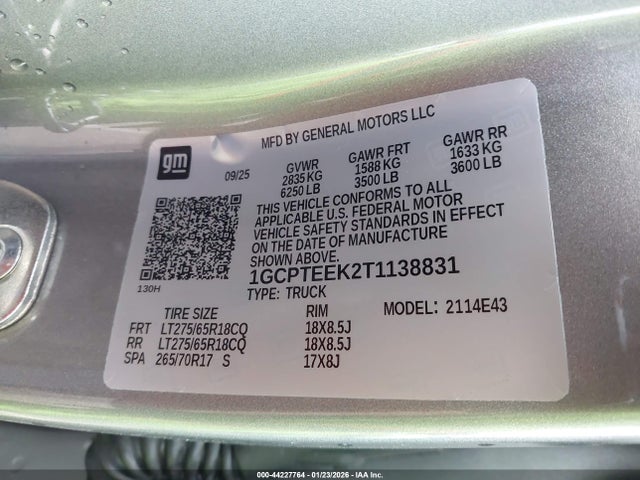 MFD BY GENERAL MOTORS LLC
gm
09/25
GVWR GAWR FRT GAWR RR
2835 KG 1588 KG 1633 KG
6250 LB 3500 LB 3600 LB
THIS VEHICLE CONFORMS TO ALL
APPLICABLE U.S. FEDERAL MOTOR
VEHICLE SAFETY STANDARDS IN EFFECT
ON THE DATE OF MANUFACTURE
SHOWN ABOVE.
130H
1GCPTEEK2T1138831
TYPE: TRUCK MODEL: 2114E43
TIRE SIZE RIM
FRT LT275/65R18CQ 18X8.5J
RR LT275/65R18CQ 18X8.5J
SPA 265/70R17 S 17X8J
000-44227764 - 01/23/2026 - IAA Inc.